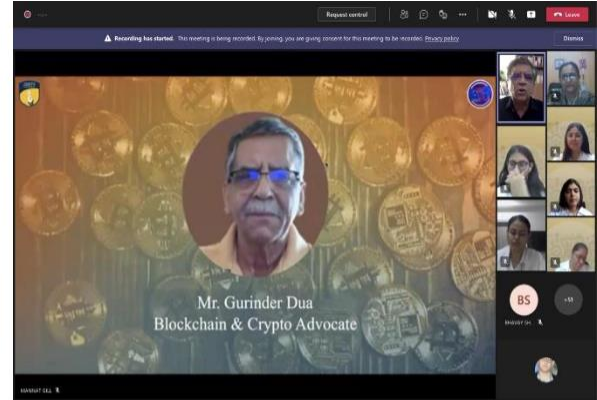 Request control
Leave
Recording has started. This meeting is being recorded. By joining, you are giving consent for this meeting to be recorded. Privacy policy
Dismiss
Mr. Gurinder Dua
Blockchain & Crypto Advocate
BS